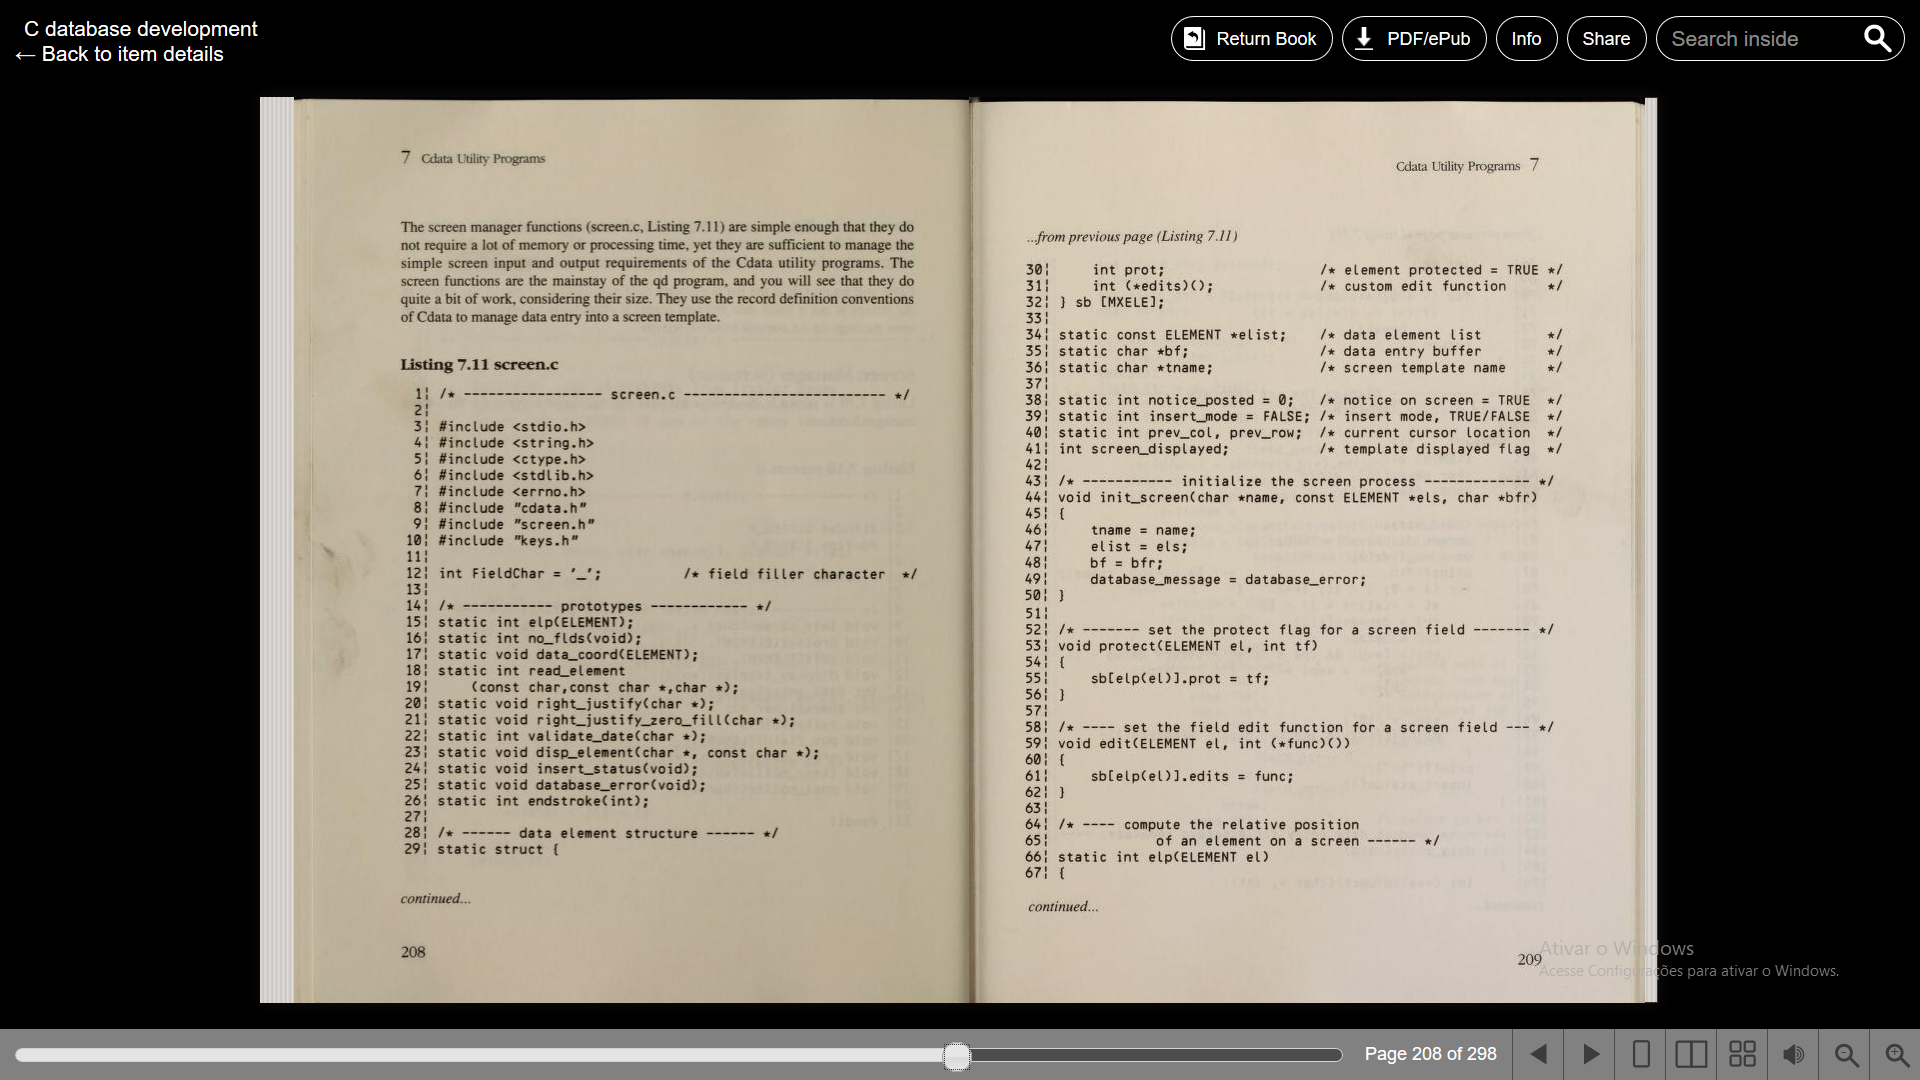 C database development
← Back to item details
Return Book
PDF/ePub
Info
Share
Search inside
7 Cdata Utility Programs
The screen manager functions (screen.c, Listing 7.11) are simple enough that they do
not require a lot of memory or processing time, yet they are sufficient to manage the
simple screen input and output requirements of the Cdata utility programs. The
screen functions are the mainstay of the qd program, and you will see that they do
quite a bit of work, considering their size. They use the record definition conventions
of Cdata to manage data entry into a screen template.
Listing 7.11 screen.c
1¦ /* ----------------- screen.c ------------------------- */
2¦
3¦ #include <stdio.h>
4¦ #include <string.h>
5¦ #include <ctype.h>
6¦ #include <stdlib.h>
7¦ #include <errno.h>
8¦ #include "cdata.h"
9¦ #include "screen.h"
10¦ #include "keys.h"
11¦
12¦ int FieldChar = '_';          /* field filler character  */
13¦
14¦ /* ----------- prototypes ------------ */
15¦ static int elp(ELEMENT);
16¦ static int no_flds(void);
17¦ static void data_coord(ELEMENT);
18¦ static int read_element
19¦     (const char,const char *,char *);
20¦ static void right_justify(char *);
21¦ static void right_justify_zero_fill(char *);
22¦ static int validate_date(char *);
23¦ static void disp_element(char *, const char *);
24¦ static void insert_status(void);
25¦ static void database_error(void);
26¦ static int endstroke(int);
27¦
28¦ /* ------ data element structure ------ */
29¦ static struct {
continued...
208
Cdata Utility Programs 7
...from previous page (Listing 7.11)
30¦     int prot;                   /* element protected = TRUE */
31¦     int (*edits)();             /* custom edit function     */
32¦ } sb [MXELE];
33¦
34¦ static const ELEMENT *elist;    /* data element list        */
35¦ static char *bf;                /* data entry buffer        */
36¦ static char *tname;             /* screen template name     */
37¦
38¦ static int notice_posted = 0;   /* notice on screen = TRUE  */
39¦ static int insert_mode = FALSE; /* insert mode, TRUE/FALSE  */
40¦ static int prev_col, prev_row;  /* current cursor location  */
41¦ int screen_displayed;           /* template displayed flag  */
42¦
43¦ /* ----------- initialize the screen process ------------- */
44¦ void init_screen(char *name, const ELEMENT *els, char *bfr)
45¦ {
46¦     tname = name;
47¦     elist = els;
48¦     bf = bfr;
49¦     database_message = database_error;
50¦ }
51¦
52¦ /* ------- set the protect flag for a screen field ------- */
53¦ void protect(ELEMENT el, int tf)
54¦ {
55¦     sb[elp(el)].prot = tf;
56¦ }
57¦
58¦ /* ---- set the field edit function for a screen field --- */
59¦ void edit(ELEMENT el, int (*func)())
60¦ {
61¦     sb[elp(el)].edits = func;
62¦ }
63¦
64¦ /* ---- compute the relative position
65¦             of an element on a screen ------ */
66¦ static int elp(ELEMENT el)
67¦ {
continued...
209
Ativar o Windows
Acesse Configurações para ativar o Windows.
Page 208 of 298